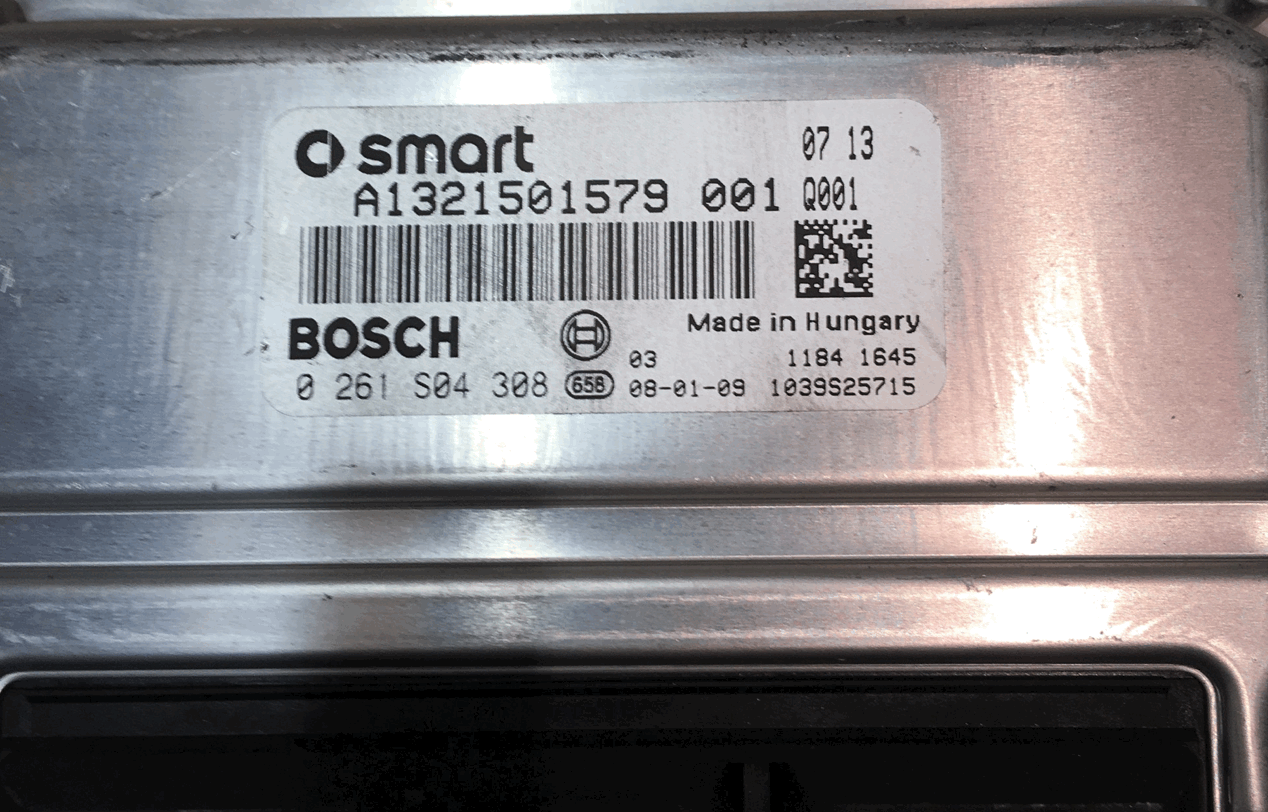 smart 07 13
A1321501579 001 Q001
BOSCH Made in Hungary
03 1184 1645
0 261 S04 308 658 08-01-09 1039S25715